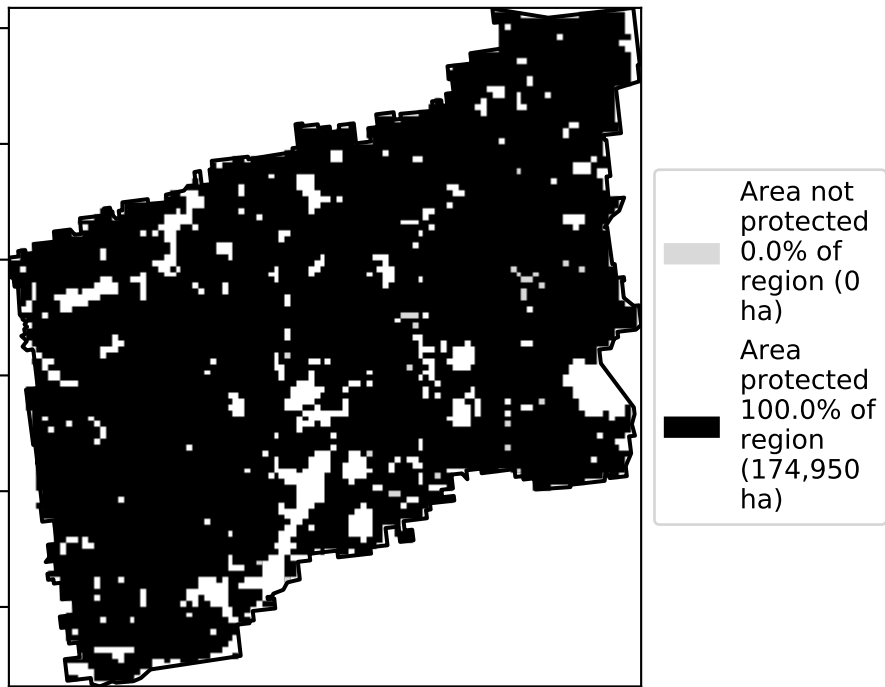 Area not
protected
0.0% of
region (0
ha)
Area
protected
100.0% of
region
(174,950
ha)